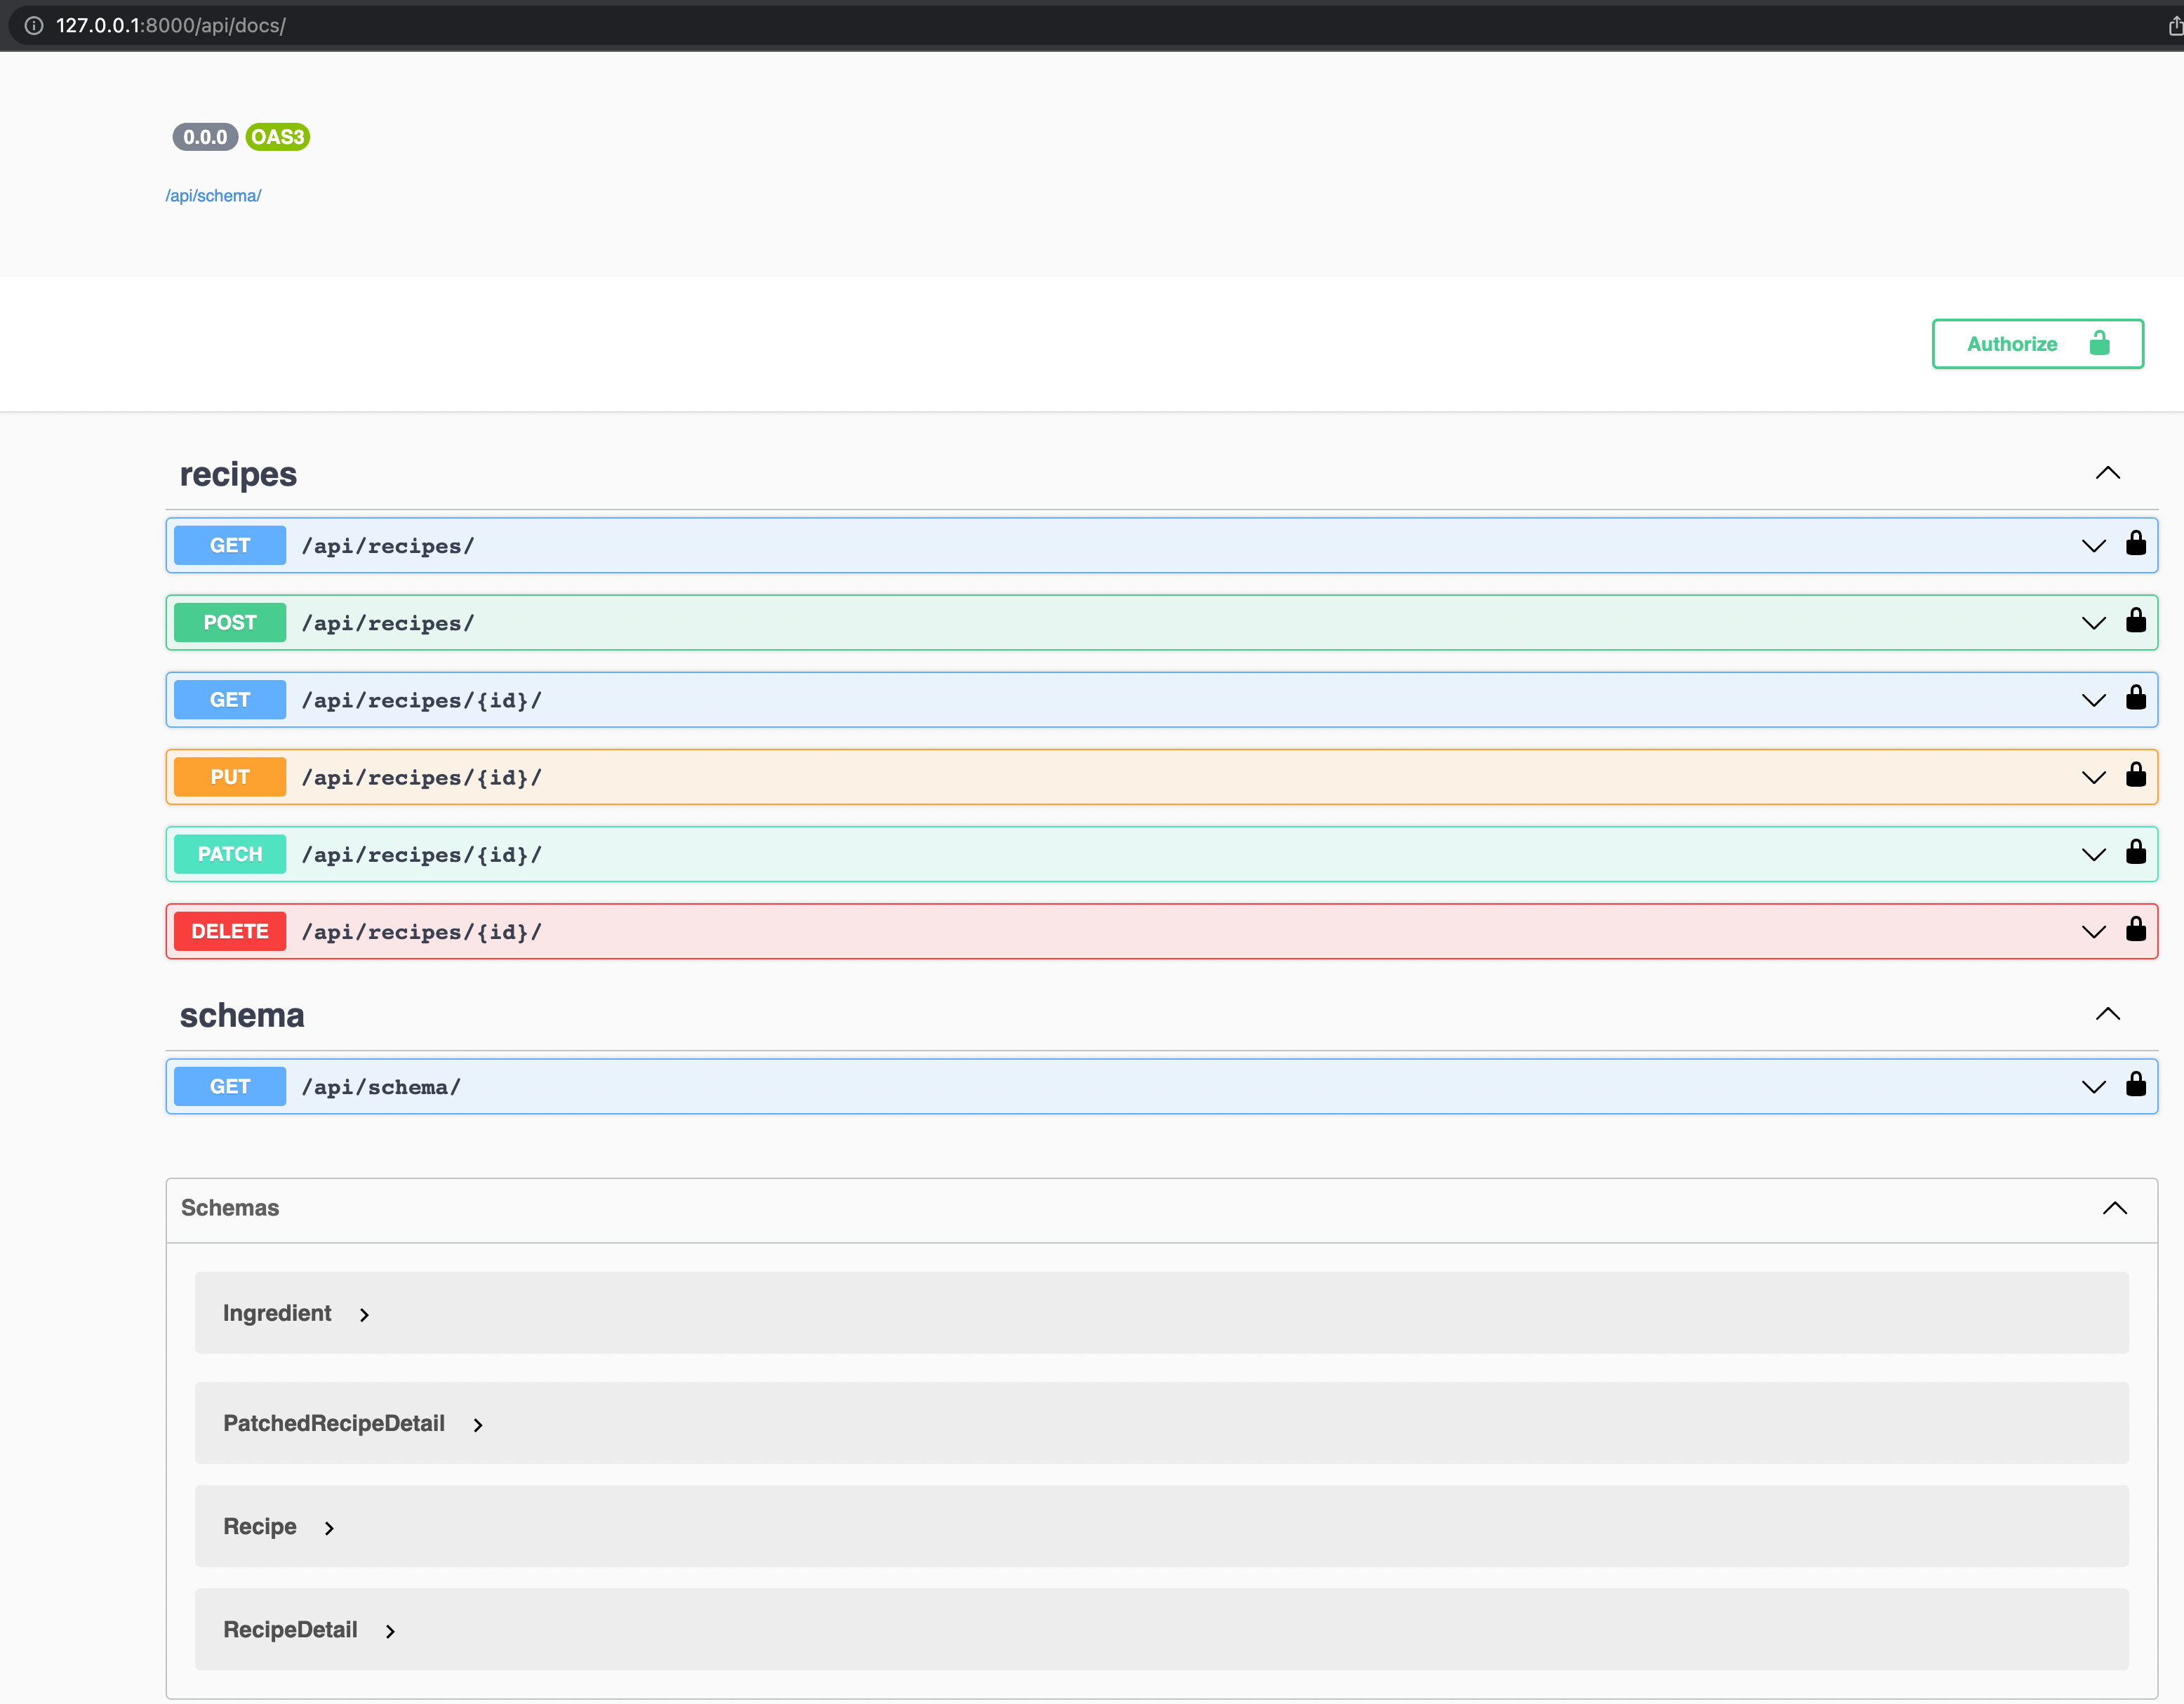 127.0.0.1:8000/api/docs/
0.0.0 OAS3
/api/schema/
Authorize
recipes
GET /api/recipes/
POST /api/recipes/
GET /api/recipes/{id}/
PUT /api/recipes/{id}/
PATCH /api/recipes/{id}/
DELETE /api/recipes/{id}/
schema
GET /api/schema/
Schemas
Ingredient
PatchedRecipeDetail
Recipe
RecipeDetail